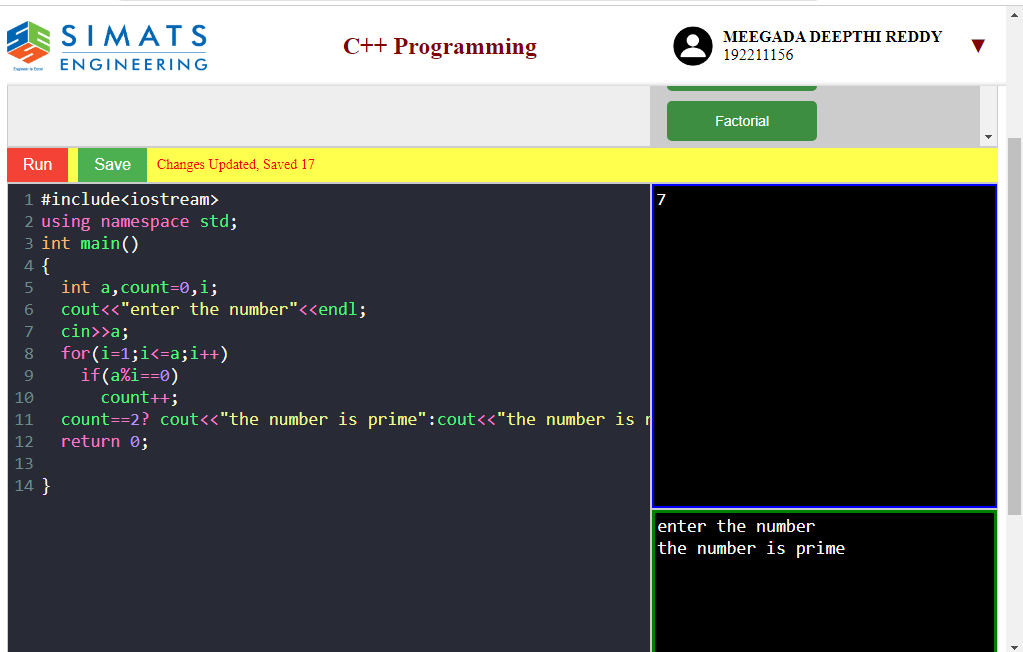 SIMATS
ENGINEERING
Engineer to Excel
C++ Programming
MEEGADA DEEPTHI REDDY
192211156
▼
Factorial
Run
Save
Changes Updated, Saved 17
1 #include<iostream>
2 using namespace std;
3 int main()
4 {
5   int a,count=0,i;
6   cout<<"enter the number"<<endl;
7   cin>>a;
8   for(i=1;i<=a;i++)
9     if(a%i==0)
10       count++;
11   count==2? cout<<"the number is prime":cout<<"the number is
12   return 0;
13
14 }
7
enter the number
the number is prime